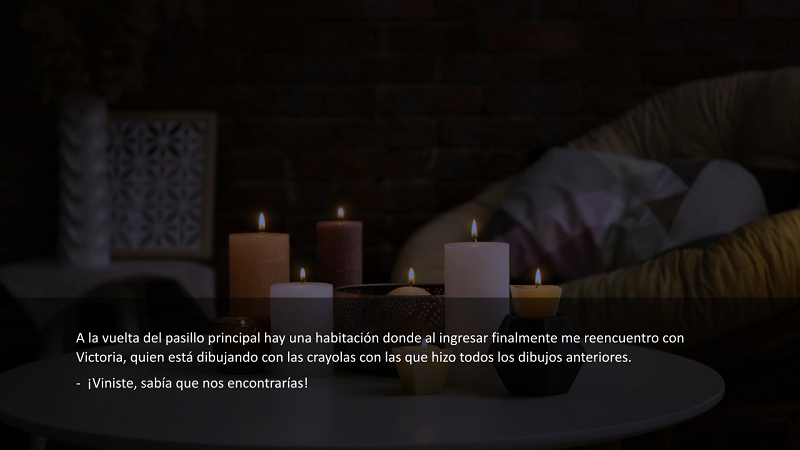 A la vuelta del pasillo principal hay una habitación donde al ingresar finalmente me reencuentro con
Victoria, quien está dibujando con las crayolas con las que hizo todos los dibujos anteriores.
- ¡Viniste, sabía que nos encontrarías!